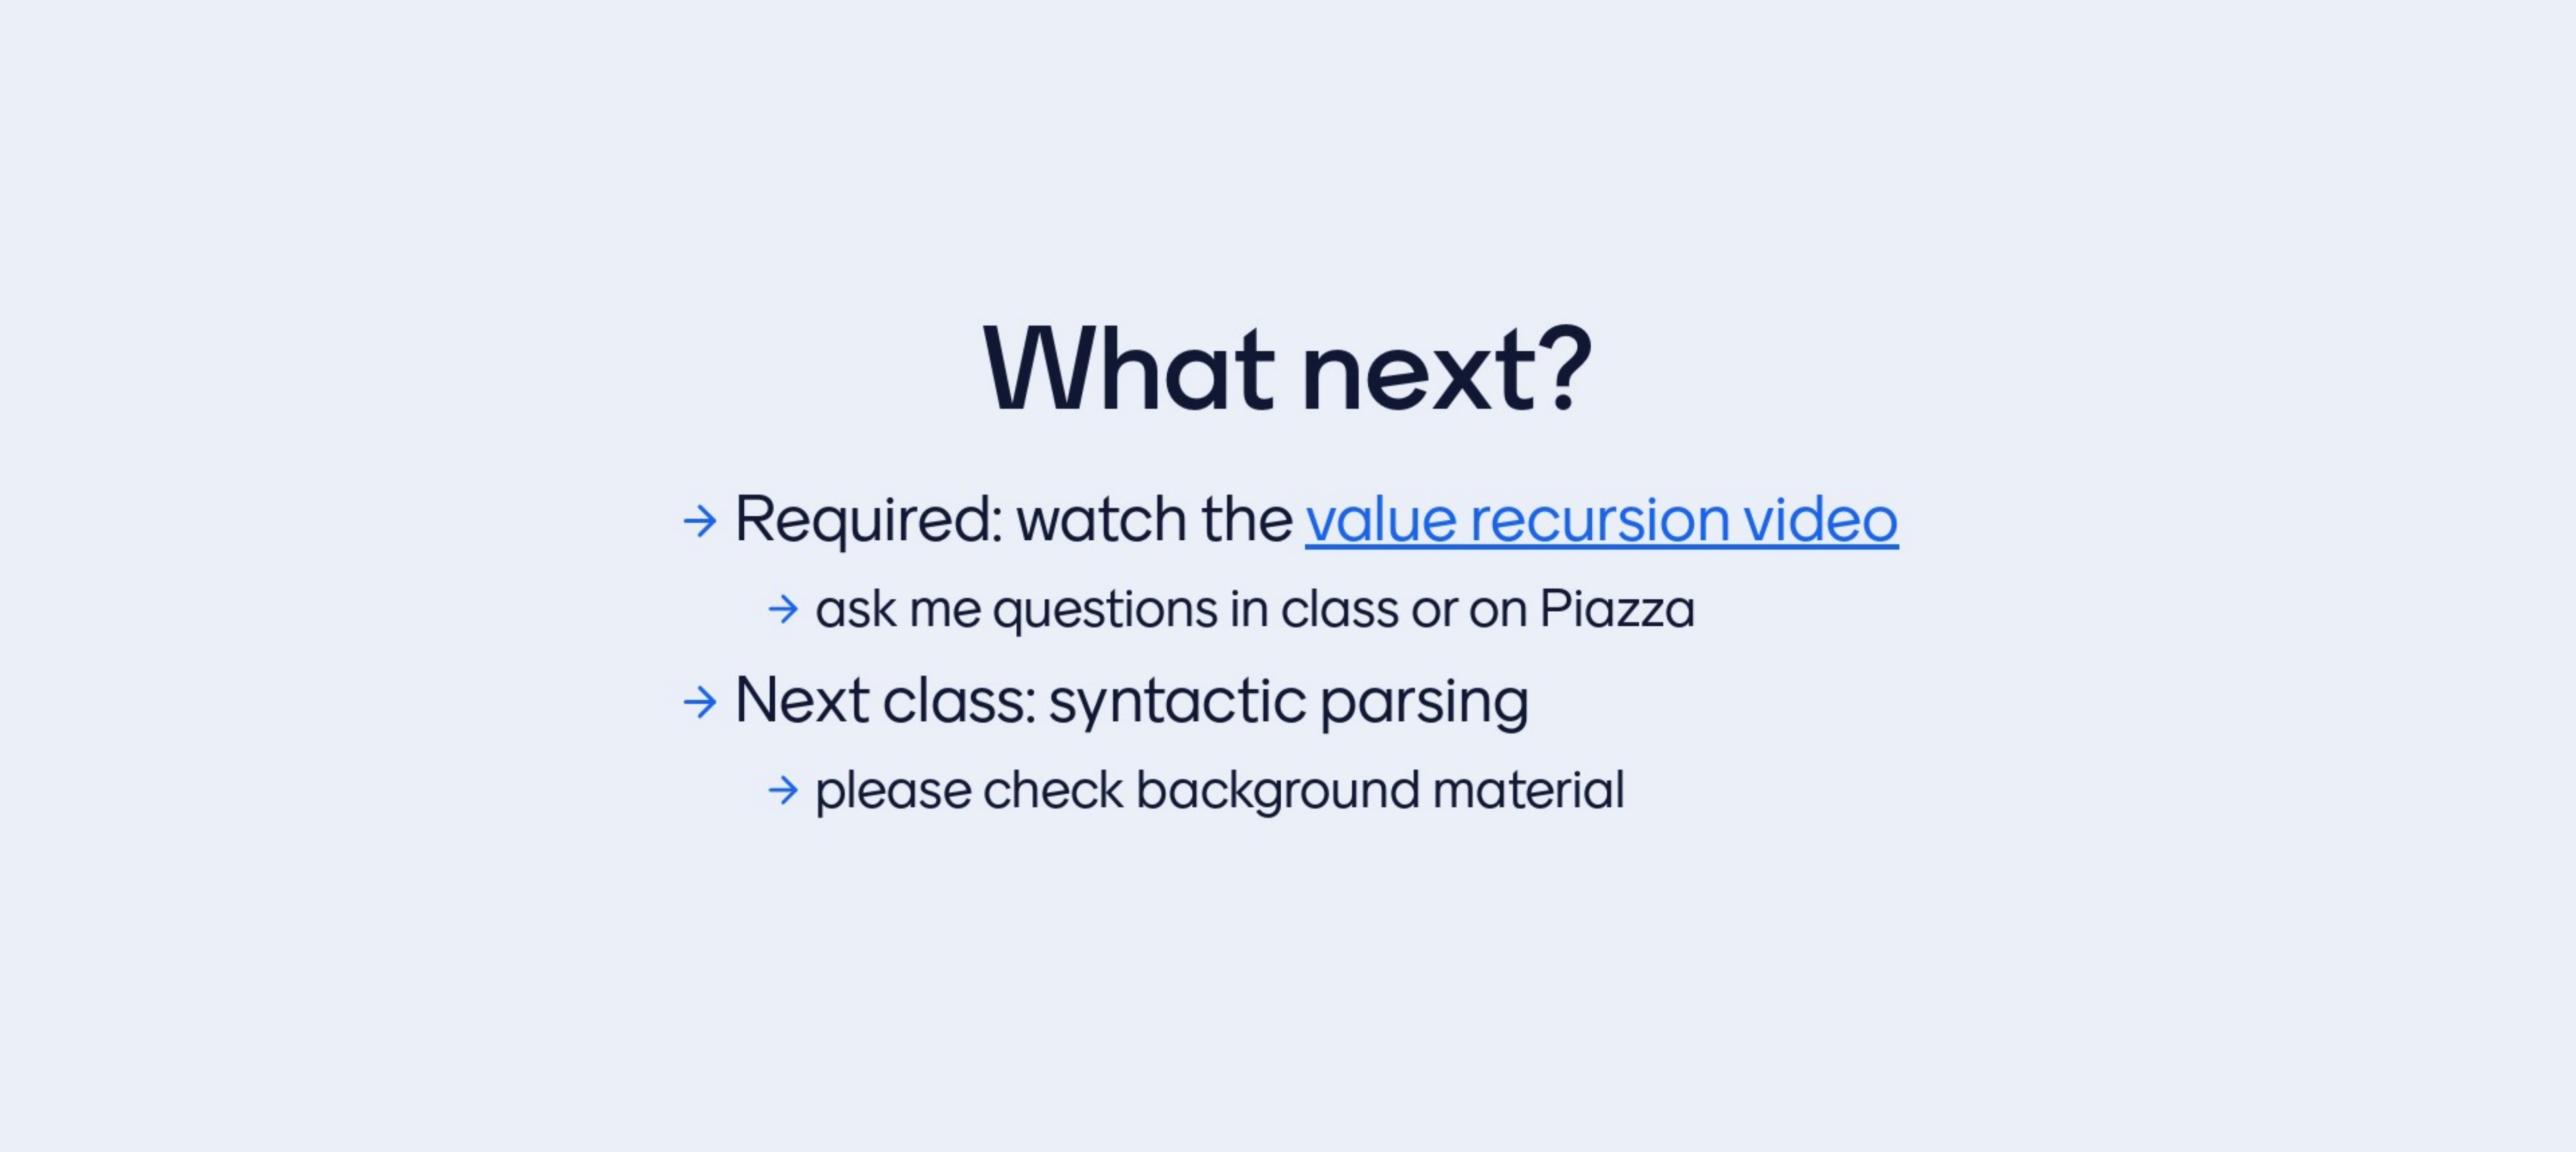 What next?
→ Required: watch the value recursion video
→ ask me questions in class or on Piazza
→ Next class: syntactic parsing
→ please check background material